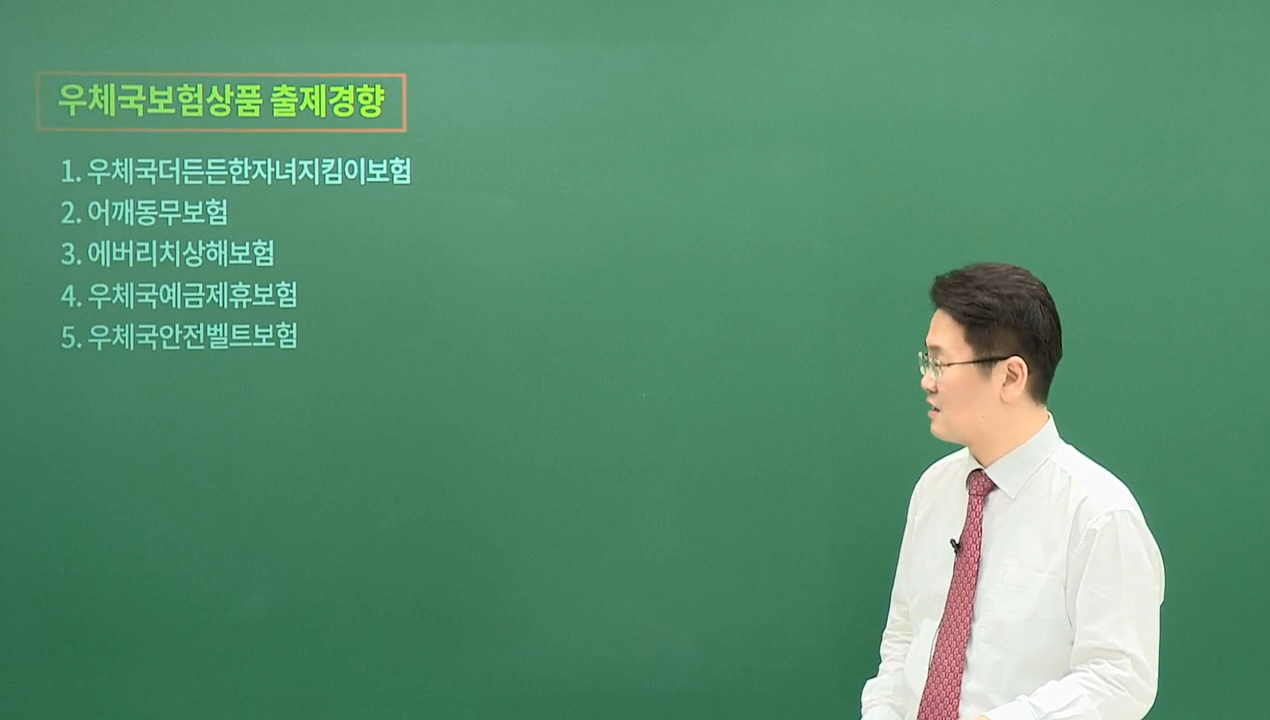 우체국보험상품 출제경향
1. 우체국더든든한자녀지킴이보험
2. 어깨동무보험
3. 에버리치상해보험
4. 우체국예금제휴보험
5. 우체국안전벨트보험